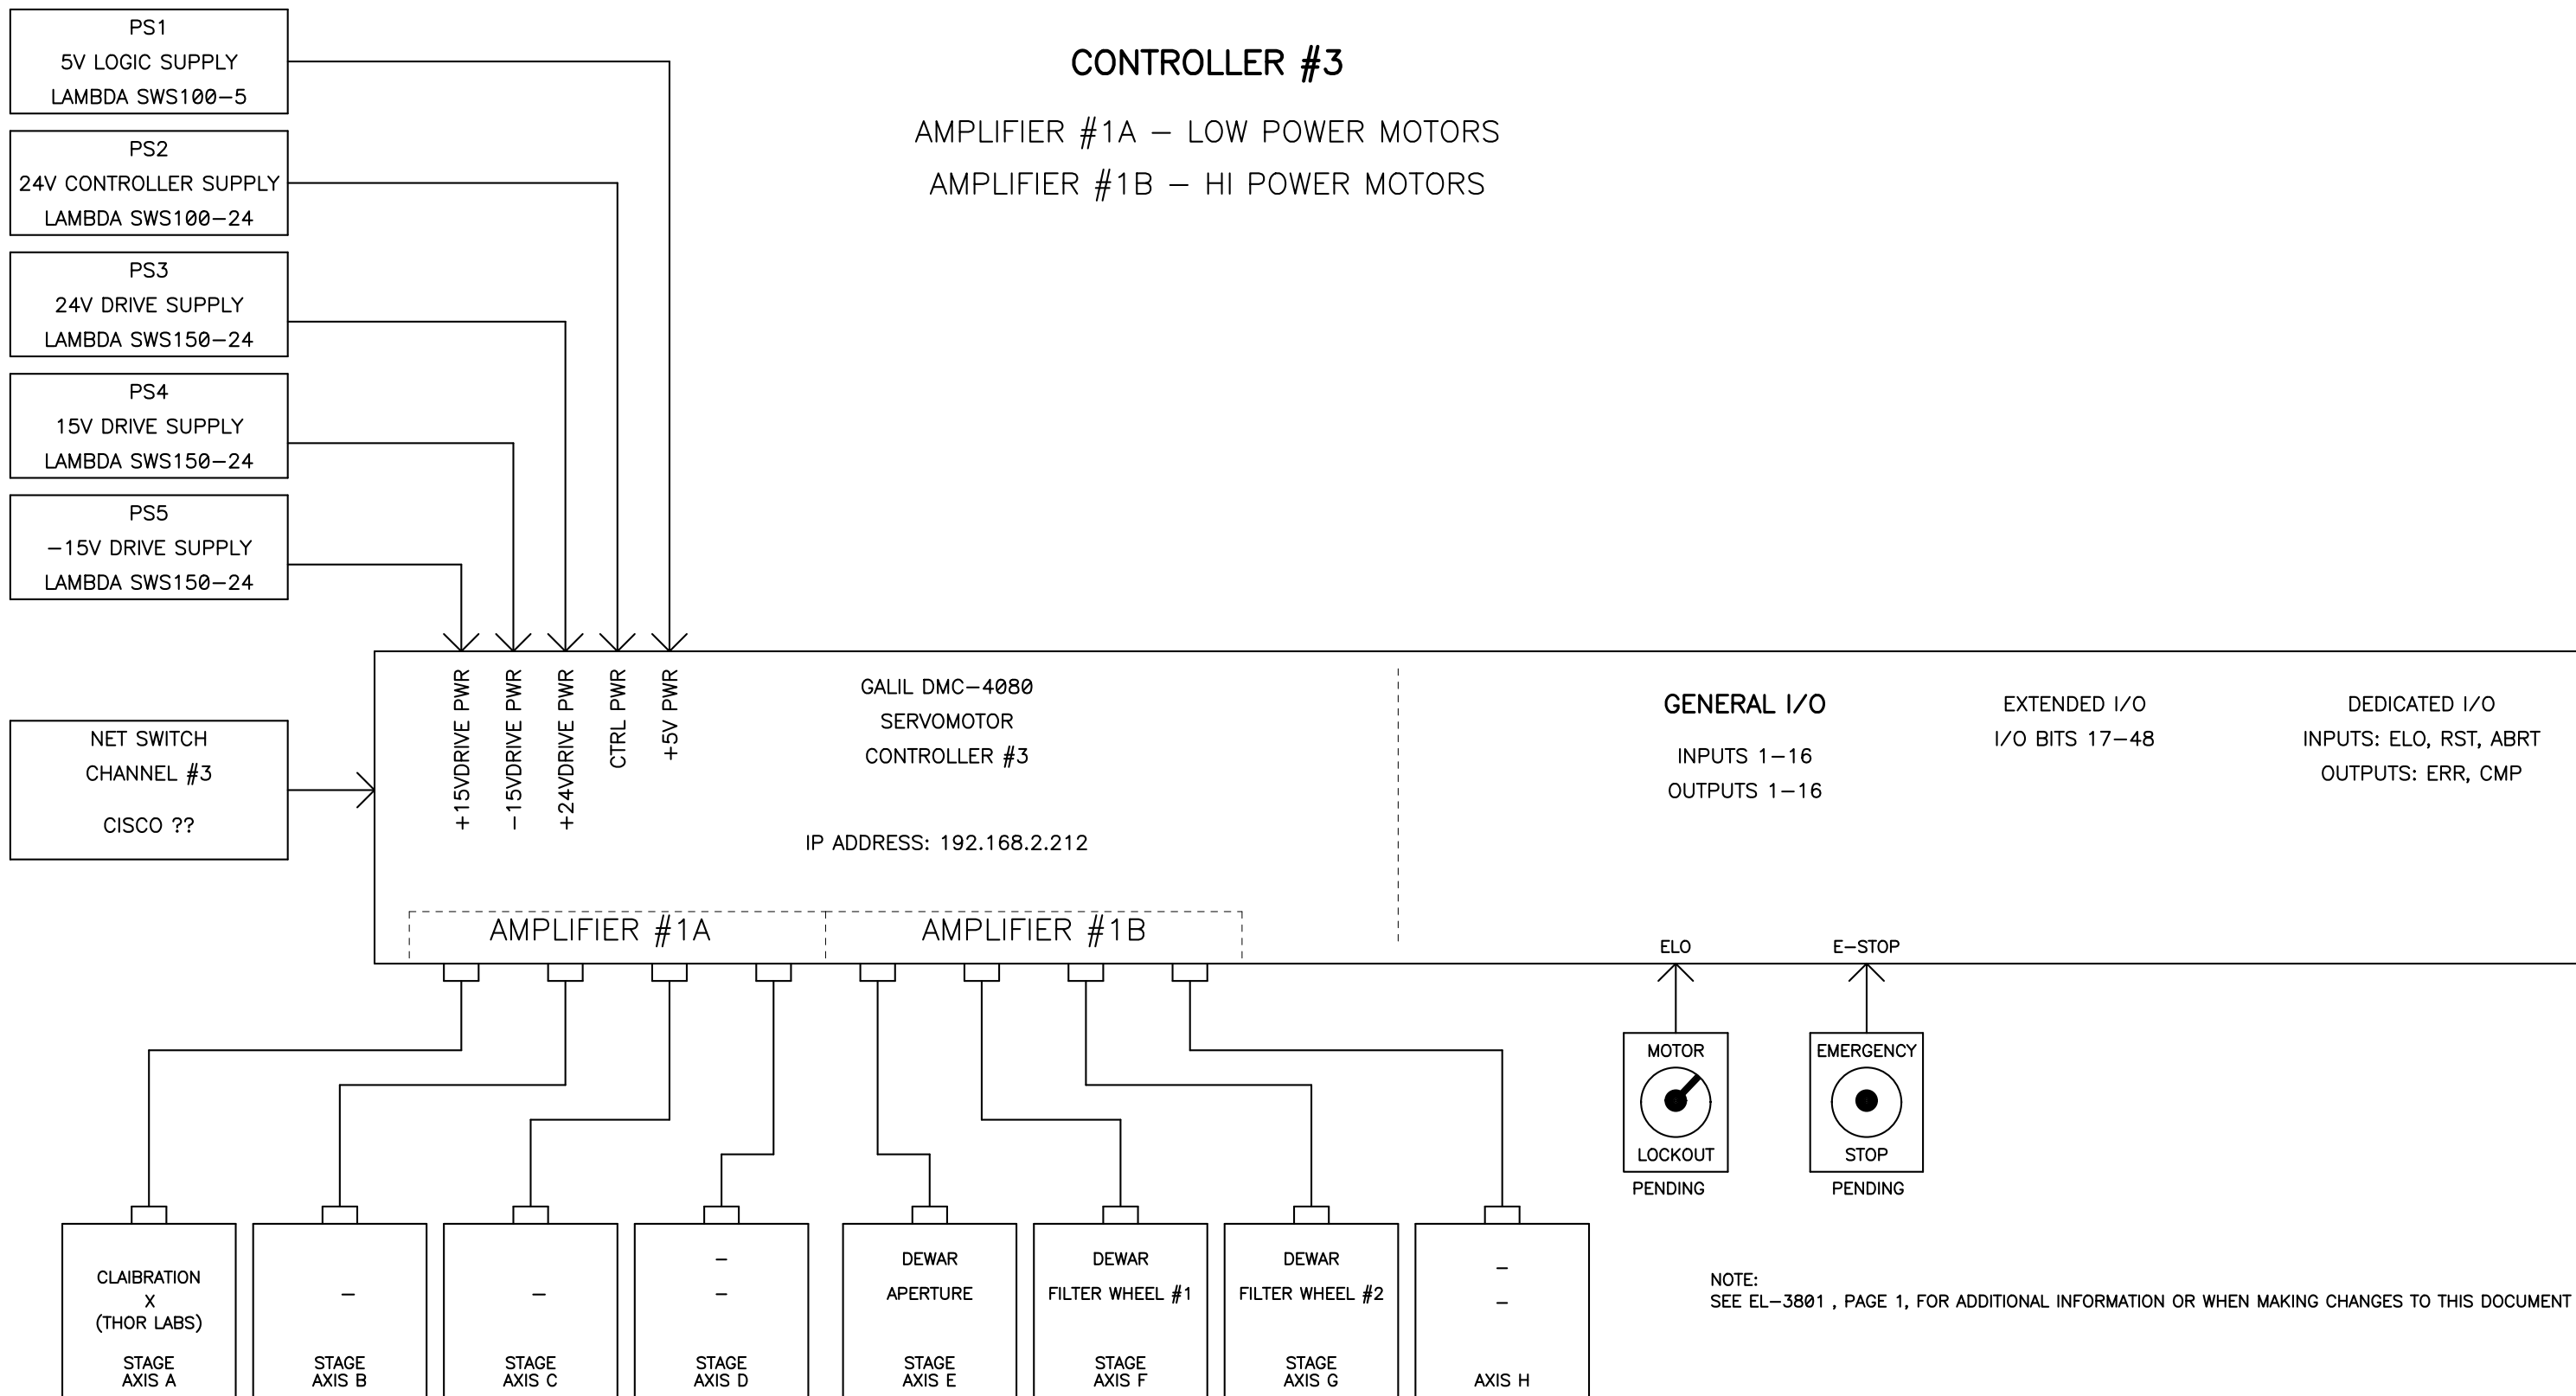 PS1
5V LOGIC SUPPLY
LAMBDA SWS100-5
PS2
24V CONTROLLER SUPPLY
LAMBDA SWS100-24
PS3
24V DRIVE SUPPLY
LAMBDA SWS150-24
PS4
15V DRIVE SUPPLY
LAMBDA SWS150-24
PS5
-15V DRIVE SUPPLY
LAMBDA SWS150-24
CONTROLLER #3
AMPLIFIER #1A - LOW POWER MOTORS
AMPLIFIER #1B - HI POWER MOTORS
NET SWITCH
CHANNEL #3
CISCO ??
+15VDRIVE PWR
-15VDRIVE PWR
+24VDRIVE PWR
CTRL PWR
+5V PWR
GALIL DMC-4080
SERVOMOTOR
CONTROLLER #3
IP ADDRESS: 192.168.2.212
GENERAL I/O
INPUTS 1-16
OUTPUTS 1-16
EXTENDED I/O
I/O BITS 17-48
DEDICATED I/O
INPUTS: ELO, RST, ABRT
OUTPUTS: ERR, CMP
AMPLIFIER #1A
AMPLIFIER #1B
ELO
E-STOP
MOTOR
LOCKOUT
PENDING
EMERGENCY
STOP
PENDING
CLAIBRATION
X
(THOR LABS)
STAGE
AXIS A
-
STAGE
AXIS B
-
STAGE
AXIS C
-
-
STAGE
AXIS D
DEWAR
APERTURE
STAGE
AXIS E
DEWAR
FILTER WHEEL #1
STAGE
AXIS F
DEWAR
FILTER WHEEL #2
STAGE
AXIS G
-
-
AXIS H
NOTE:
SEE EL-3801 , PAGE 1, FOR ADDITIONAL INFORMATION OR WHEN MAKING CHANGES TO THIS DOCUMENT